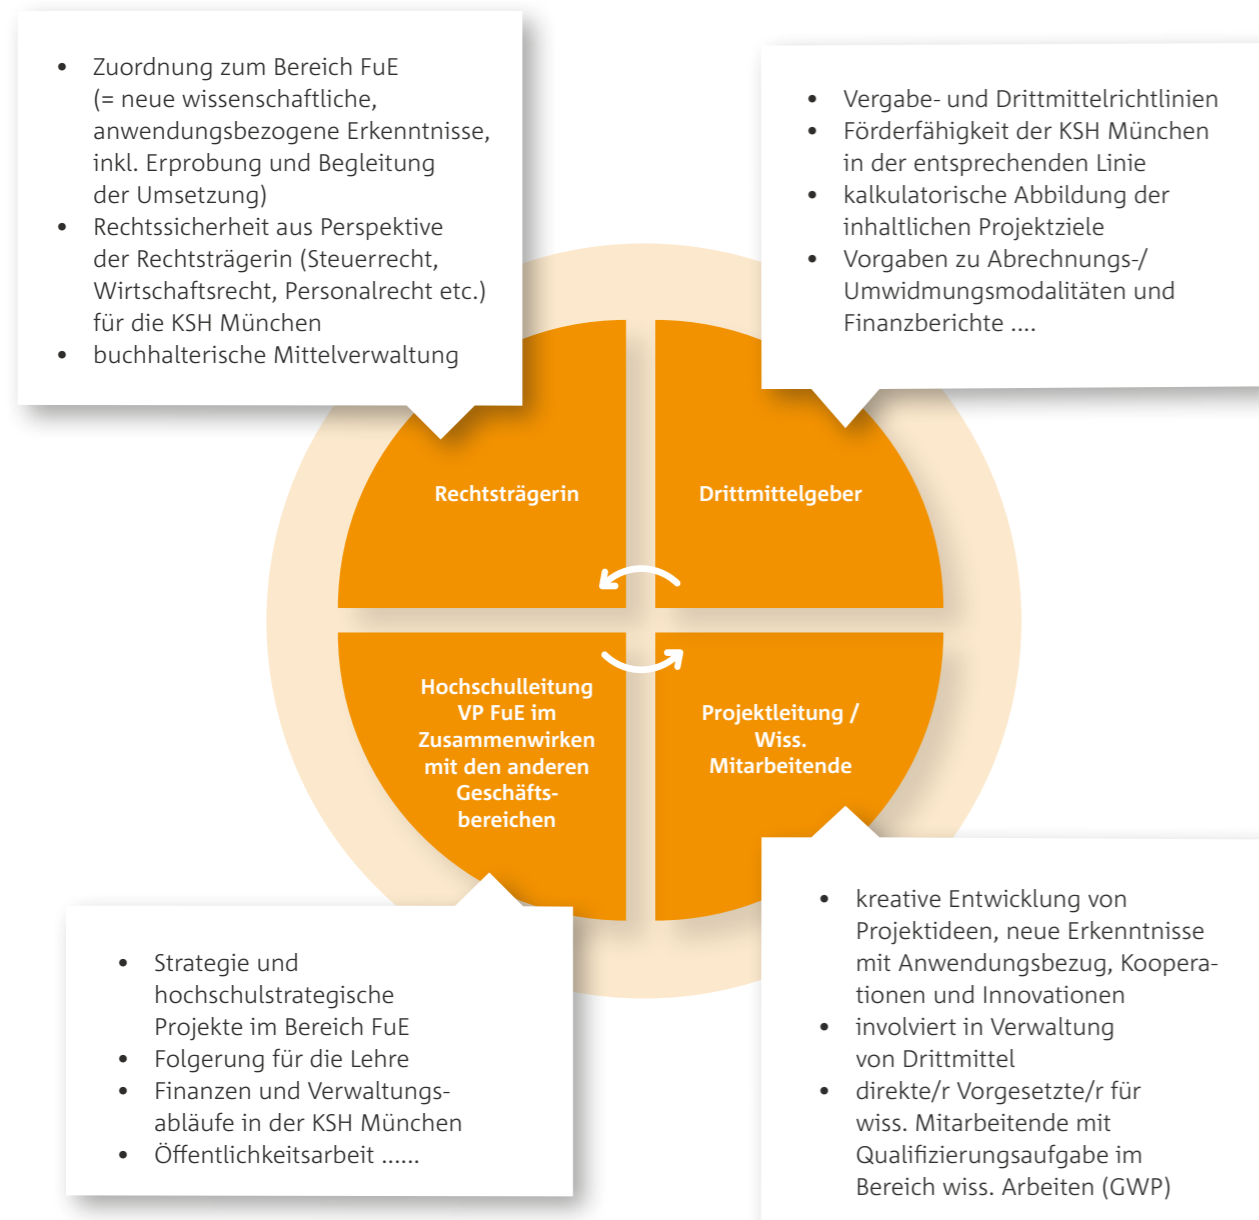 • Zuordnung zum Bereich FuE
(= neue wissenschaftliche,
anwendungsbezogene Erkenntnisse,
inkl. Erprobung und Begleitung
der Umsetzung)
• Rechtssicherheit aus Perspektive
der Rechtsträgerin (Steuerrecht,
Wirtschaftsrecht, Personalrecht etc.)
für die KSH München
• buchhalterische Mittelverwaltung
• Vergabe- und Drittmittelrichtlinien
• Förderfähigkeit der KSH München
in der entsprechenden Linie
• kalkulatorische Abbildung der
inhaltlichen Projektziele
• Vorgaben zu Abrechnungs-/
Umwidmungsmodalitäten und
Finanzberichte ....
Rechtsträgerin
Drittmittelgeber
Hochschulleitung
VP FuE im
Zusammenwirken
mit den anderen
Geschäfts-
bereichen
Projektleitung /
Wiss.
Mitarbeitende
• Strategie und
hochschulstrategische
Projekte im Bereich FuE
• Folgerung für die Lehre
• Finanzen und Verwaltungs-
abläufe in der KSH München
• Öffentlichkeitsarbeit ......
• kreative Entwicklung von
Projektideen, neue Erkenntnisse
mit Anwendungsbezug, Koopera-
tionen und Innovationen
• involviert in Verwaltung
von Drittmittel
• direkte/r Vorgesetzte/r für
wiss. Mitarbeitende mit
Qualifizierungsaufgabe im
Bereich wiss. Arbeiten (GWP)